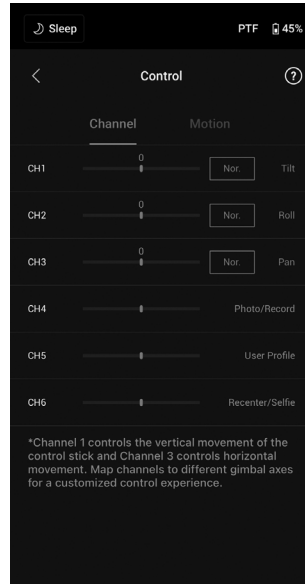 Sleep PTF 45%
Control ?
Channel Motion
0
CH1 Nor. Tilt
0
CH2 Nor. Roll
0
CH3 Nor. Pan
CH4 Photo/Record
CH5 User Profile
CH6 Recenter/Selfie
*Channel 1 controls the vertical movement of the
control stick and Channel 3 controls horizontal
movement. Map channels to different gimbal axes
for a customized control experience.